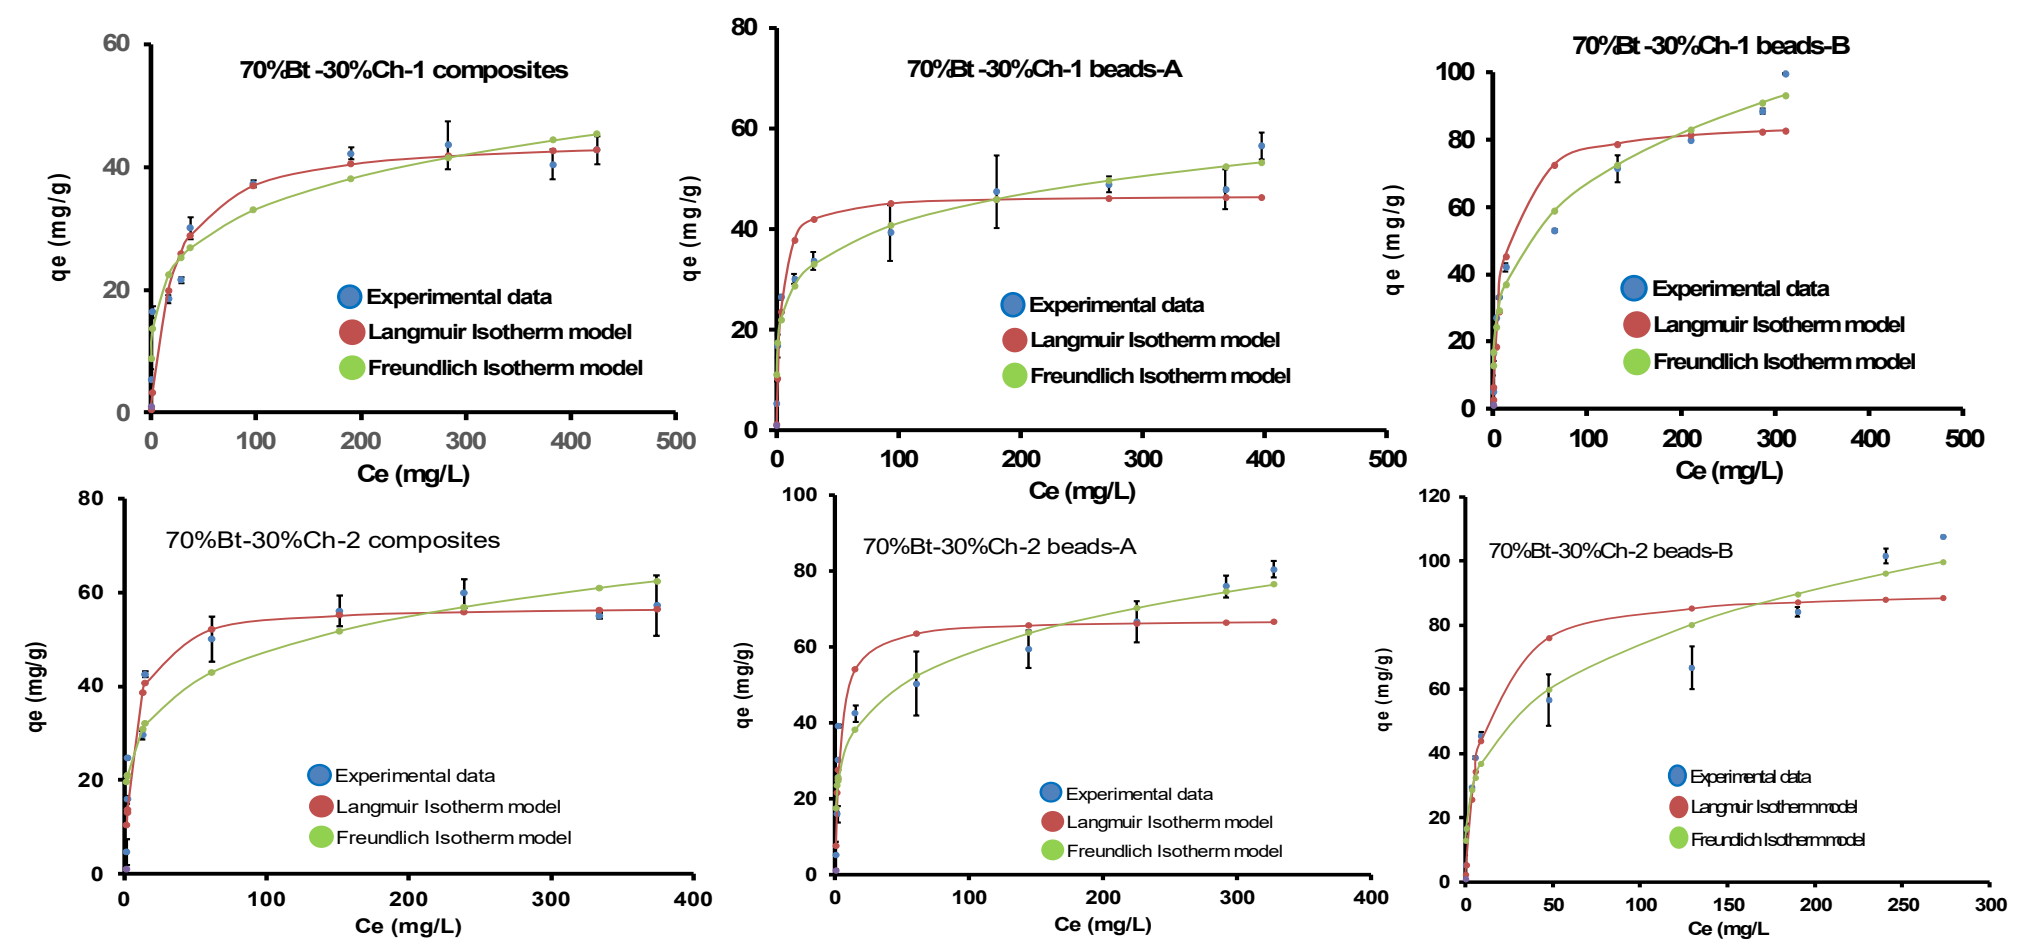 70%Bt -30%Ch-1 composites
60
40
20
0
qe (mg/g)
Experimental data
Langmuir Isotherm model
Freundlich Isotherm model
0 100 200 300 400 500
Ce (mg/L)
70%Bt -30%Ch-1 beads-A
80
60
40
20
0
qe (mg/g)
Experimental data
Langmuir Isotherm model
Freundlich Isotherm model
0 100 200 300 400 500
Ce (mg/L)
70%Bt -30%Ch-1 beads-B
100
80
60
40
20
0
qe (mg/g)
Experimental data
Langmuir Isotherm model
Freundlich Isotherm model
0 100 200 300 400 500
Ce (mg/L)
70%Bt-30%Ch-2 composites
80
60
40
20
0
qe (mg/g)
Experimental data
Langmuir Isotherm model
Freundlich Isotherm model
0 100 200 300 400
Ce (mg/L)
70%Bt-30%Ch-2 beads-A
100
80
60
40
20
0
qe (mg/g)
Experimental data
Langmuir Isotherm model
Freundlich Isotherm model
0 100 200 300 400
Ce (mg/L)
70%Bt-30%Ch-2 beads-B
120
100
80
60
40
20
0
qe (mg/g)
Experimental data
Langmuir Isotherm model
Freundlich Isotherm model
0 50 100 150 200 250 300
Ce (mg/L